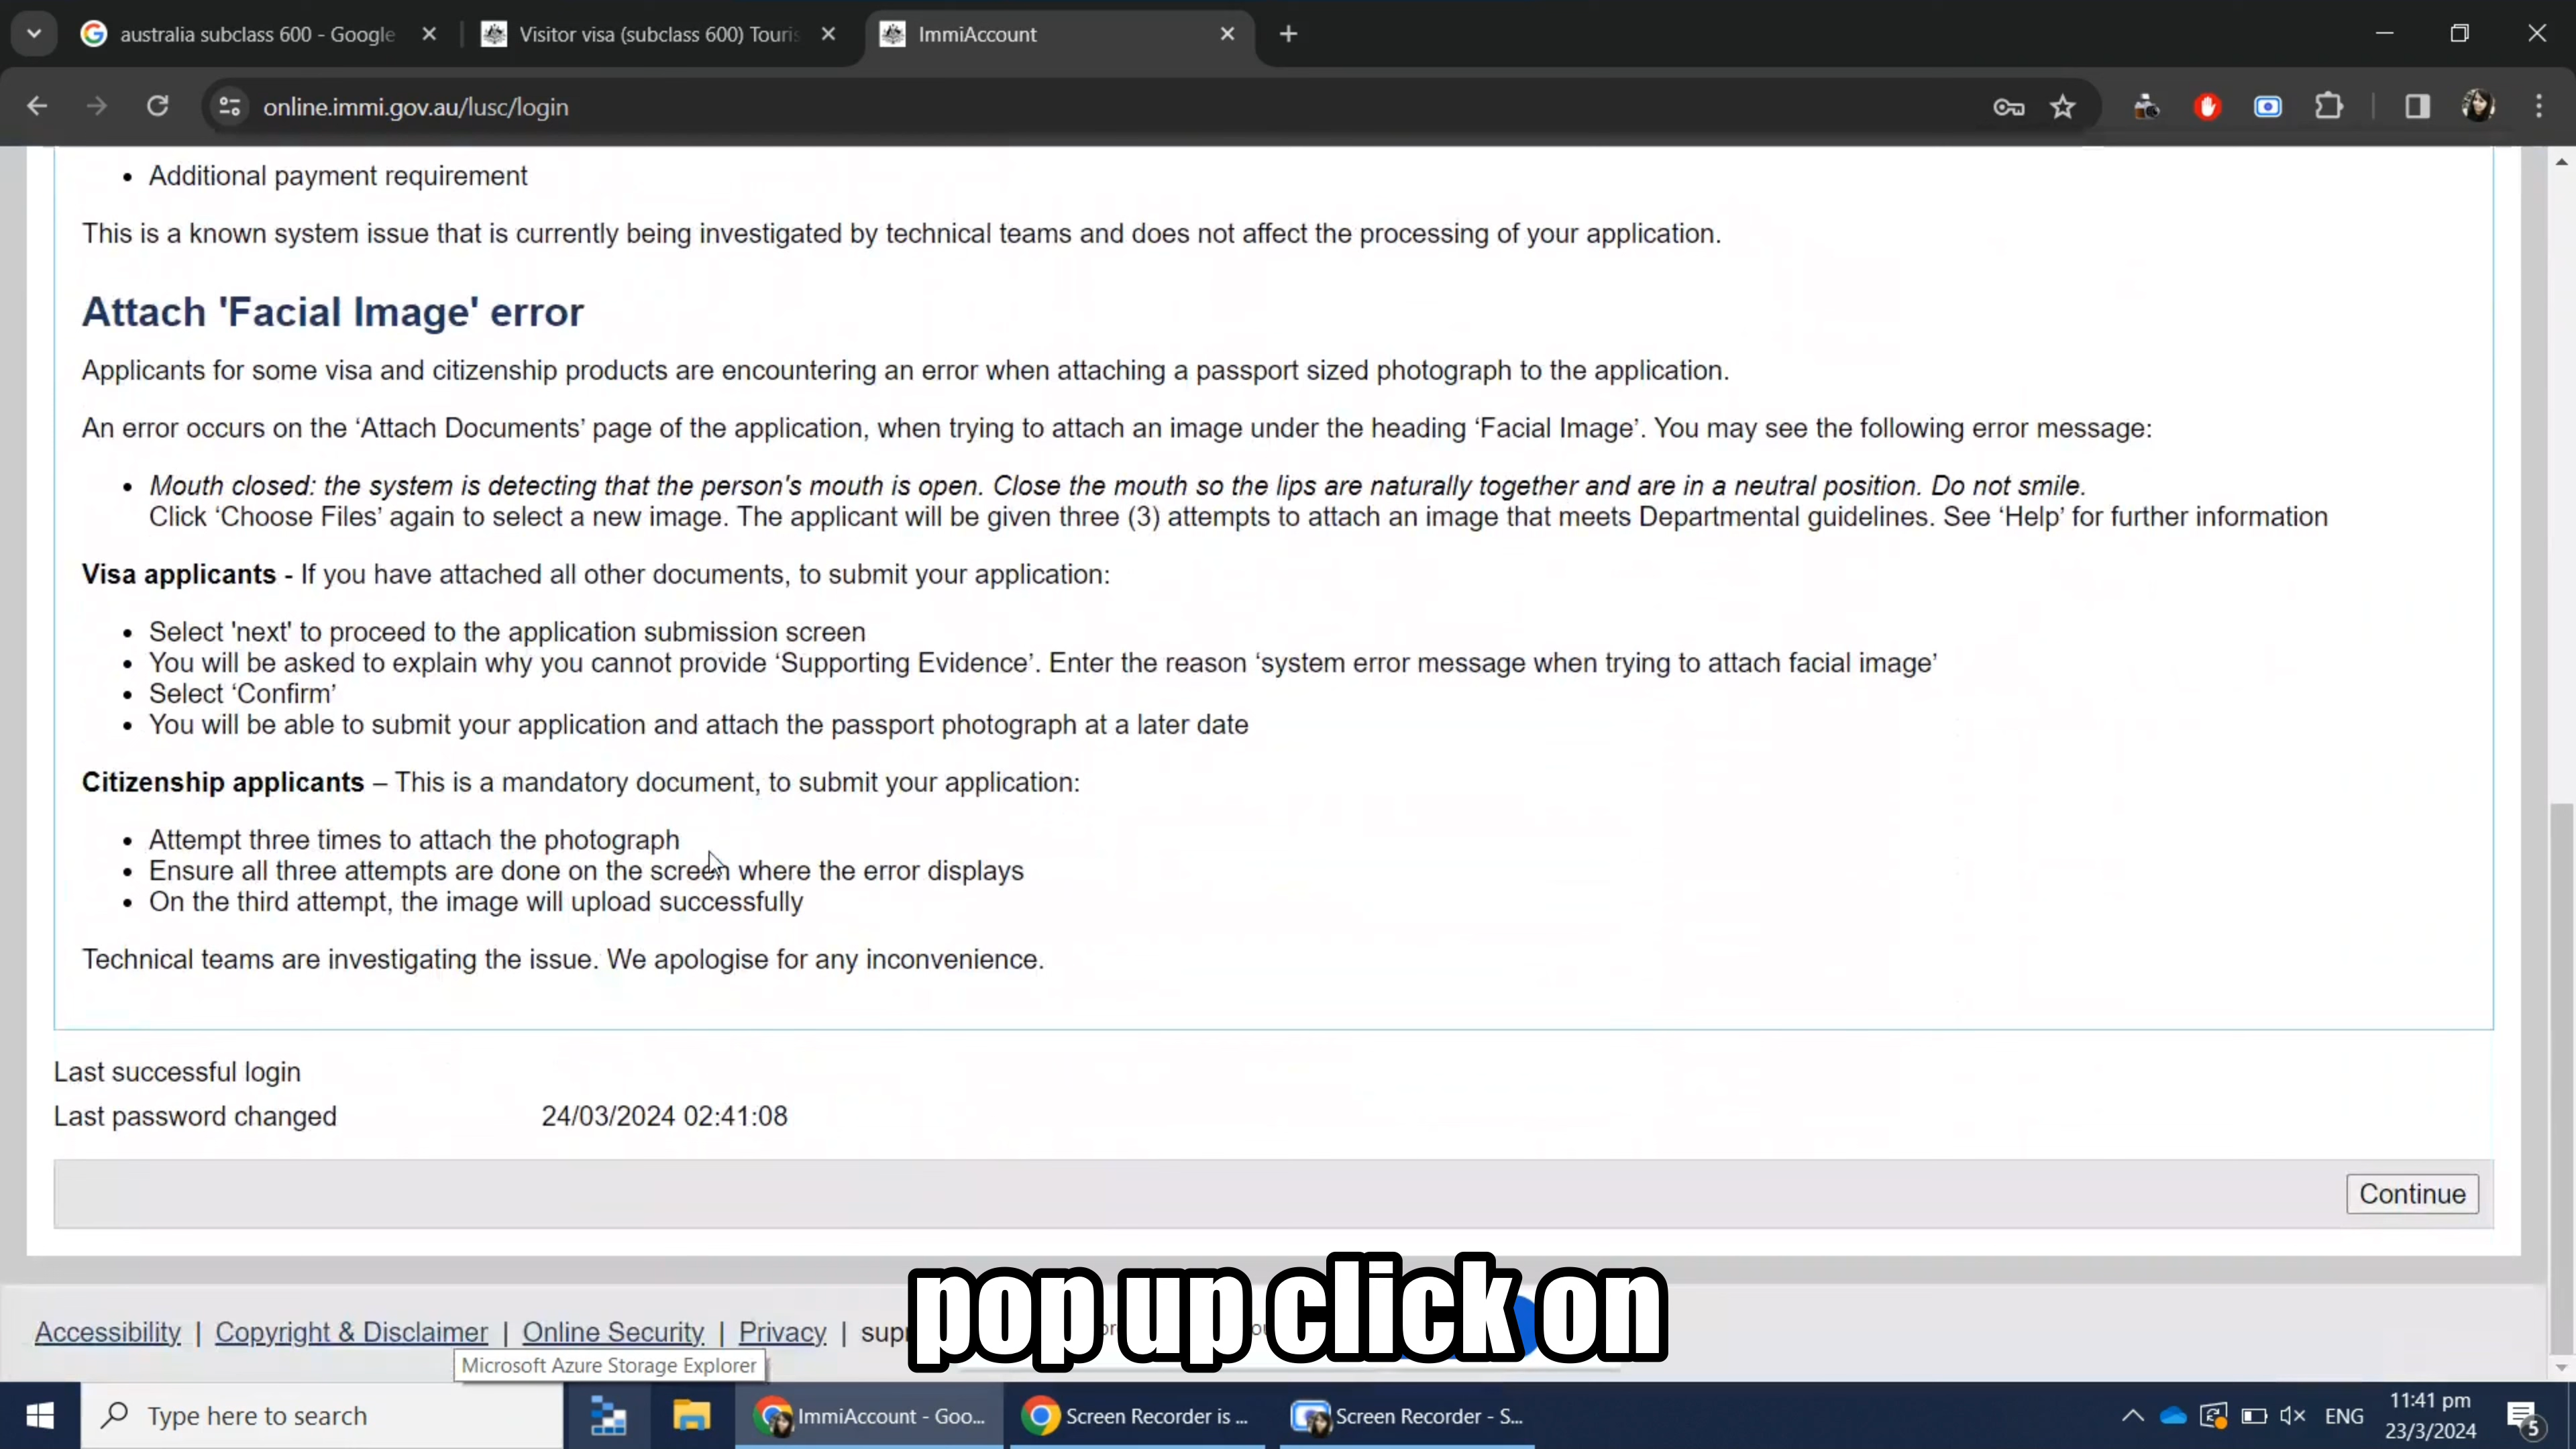 australia subclass 600 - Google
Visitor visa (subclass 600) Touris
ImmiAccount
online.immi.gov.au/lusc/login
• Additional payment requirement
This is a known system issue that is currently being investigated by technical teams and does not affect the processing of your application.
Attach 'Facial Image' error
Applicants for some visa and citizenship products are encountering an error when attaching a passport sized photograph to the application.
An error occurs on the ‘Attach Documents’ page of the application, when trying to attach an image under the heading ‘Facial Image’. You may see the following error message:
• Mouth closed: the system is detecting that the person's mouth is open. Close the mouth so the lips are naturally together and are in a neutral position. Do not smile.
Click ‘Choose Files’ again to select a new image. The applicant will be given three (3) attempts to attach an image that meets Departmental guidelines. See ‘Help’ for further information
Visa applicants - If you have attached all other documents, to submit your application:
• Select 'next' to proceed to the application submission screen
• You will be asked to explain why you cannot provide ‘Supporting Evidence’. Enter the reason ‘system error message when trying to attach facial image’
• Select ‘Confirm’
• You will be able to submit your application and attach the passport photograph at a later date
Citizenship applicants – This is a mandatory document, to submit your application:
• Attempt three times to attach the photograph
• Ensure all three attempts are done on the screen where the error displays
• On the third attempt, the image will upload successfully
Technical teams are investigating the issue. We apologise for any inconvenience.
Last successful login
Last password changed 24/03/2024 02:41:08
Continue
pop up click on
Accessibility | Copyright & Disclaimer | Online Security | Privacy |
Microsoft Azure Storage Explorer
Type here to search
ImmiAccount - Goo...
Screen Recorder is ...
Screen Recorder - S...
ENG
11:41 pm
23/3/2024
5